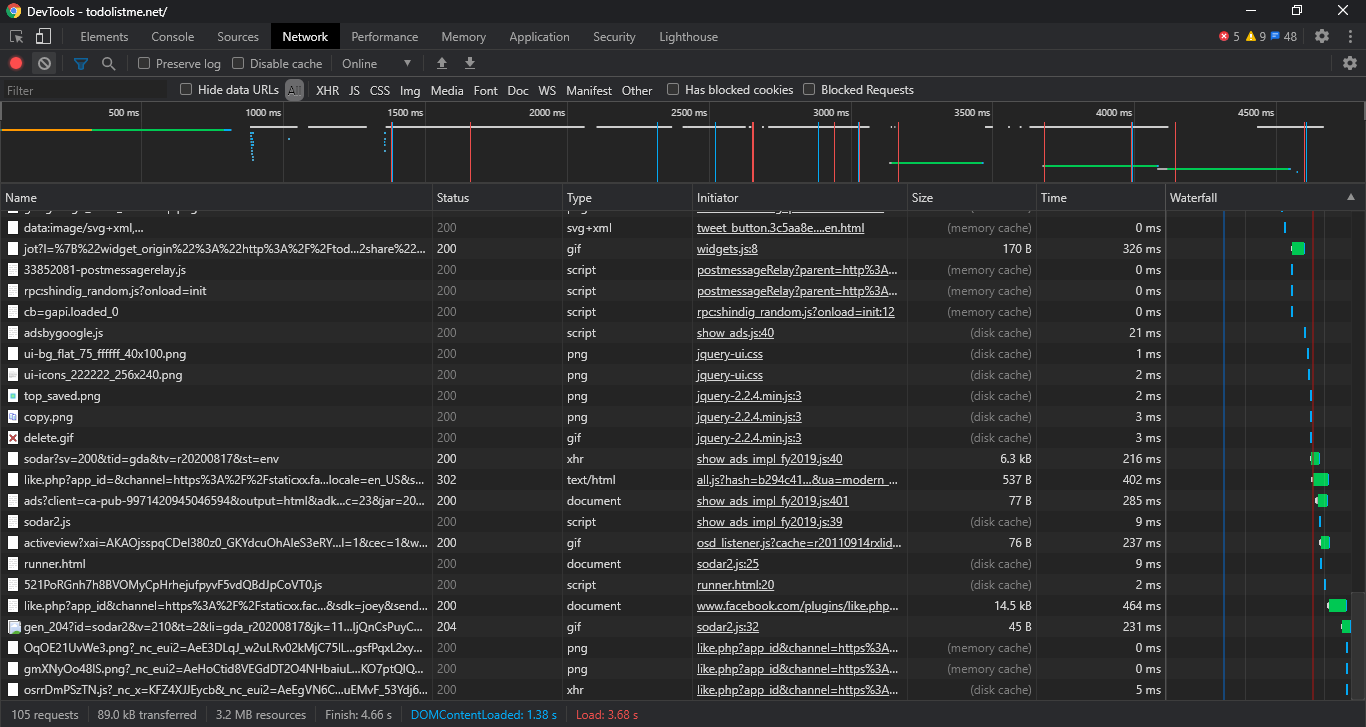 DevTools - todolistme.net/
Elements Console Sources Network Performance Memory Application Security Lighthouse 5 9 48
Preserve log Disable cache Online
Filter Hide data URLs All XHR JS CSS Img Media Font Doc WS Manifest Other Has blocked cookies Blocked Requests
500 ms 1000 ms 1500 ms 2000 ms 2500 ms 3000 ms 3500 ms 4000 ms 4500 ms
Name Status Type Initiator Size Time Waterfall
data:image/svg+xml,... 200 svg+xml tweet_button.3c5aa8e....en.html (memory cache) 0 ms
jot?l=%7B%22widget_origin%22%3A%22http%3A%2F%2Ftod...2share%22... 200 gif widgets.js:8 170 B 326 ms
33852081-postmessagerelay.js 200 script postmessageRelay?parent=http%3A... (memory cache) 0 ms
rpc:shindig_random.js?onload=init 200 script postmessageRelay?parent=http%3A... (memory cache) 0 ms
cb=gapi.loaded_0 200 script rpc:shindig_random.js?onload=init:12 (memory cache) 0 ms
adsbygoogle.js 200 script show_ads.js:40 (disk cache) 21 ms
ui-bg_flat_75_ffffff_40x100.png 200 png jquery-ui.css (disk cache) 1 ms
ui-icons_222222_256x240.png 200 png jquery-ui.css (disk cache) 2 ms
top_saved.png 200 png jquery-2.2.4.min.js:3 (disk cache) 2 ms
copy.png 200 png jquery-2.2.4.min.js:3 (disk cache) 3 ms
delete.gif 200 gif jquery-2.2.4.min.js:3 (disk cache) 3 ms
sodar?sv=200&tid=gda&tv=r20200817&st=env 200 xhr show_ads_impl_fy2019.js:40 6.3 kB 216 ms
like.php?app_id=&channel=https%3A%2F%2Fstaticxx.fa...locale=en_US&s... 302 text/html all.js?hash=b294c41...&ua=modern_... 537 B 402 ms
ads?client=ca-pub-9971420945046594&output=html&adk...c=23&jar=20... 200 document show_ads_impl_fy2019.js:401 77 B 285 ms
sodar2.js 200 script show_ads_impl_fy2019.js:39 (disk cache) 9 ms
activeview?xai=AKAOjsspqCDeI380z0_GKYdcuOhAleS3eRY...l=1&cec=1&w... 200 gif osd_listener.js?cache=r20110914rxlid... 76 B 237 ms
runner.html 200 document sodar2.js:25 (disk cache) 9 ms
521PoRGnh7h8BVOMyCpHrhejufpyvF5vdQBdJpCoVT0.js 200 script runner.html:20 (disk cache) 2 ms
like.php?app_id&channel=https%3A%2F%2Fstaticxx.fac...&sdk=joey&send... 200 document www.facebook.com/plugins/like.php... 14.5 kB 464 ms
gen_204?id=sodar2&v=210&t=2&li=gda_r20200817&jk=11...ljQnCsPuyC... 204 gif sodar2.js:32 45 B 231 ms
OqOE21UvWe3.png?_nc_eui2=AeE3DLqJ_w2uLRv02kMjC75lL...gsfPqxL2xy... 200 png like.php?app_id&channel=https%3A... (memory cache) 0 ms
gmXNyOo48lS.png?_nc_eui2=AeHoCtid8VEGdDT2O4NHbaiuL...KO7ptQlQ... 200 png like.php?app_id&channel=https%3A... (memory cache) 0 ms
osrrDmPSzTN.js?_nc_x=KFZ4XJJEycb&_nc_eui2=AeEgVN6C...uEMvF_53Ydj6... 200 xhr like.php?app_id&channel=https%3A... (disk cache) 5 ms
105 requests 89.0 kB transferred 3.2 MB resources Finish: 4.66 s DOMContentLoaded: 1.38 s Load: 3.68 s